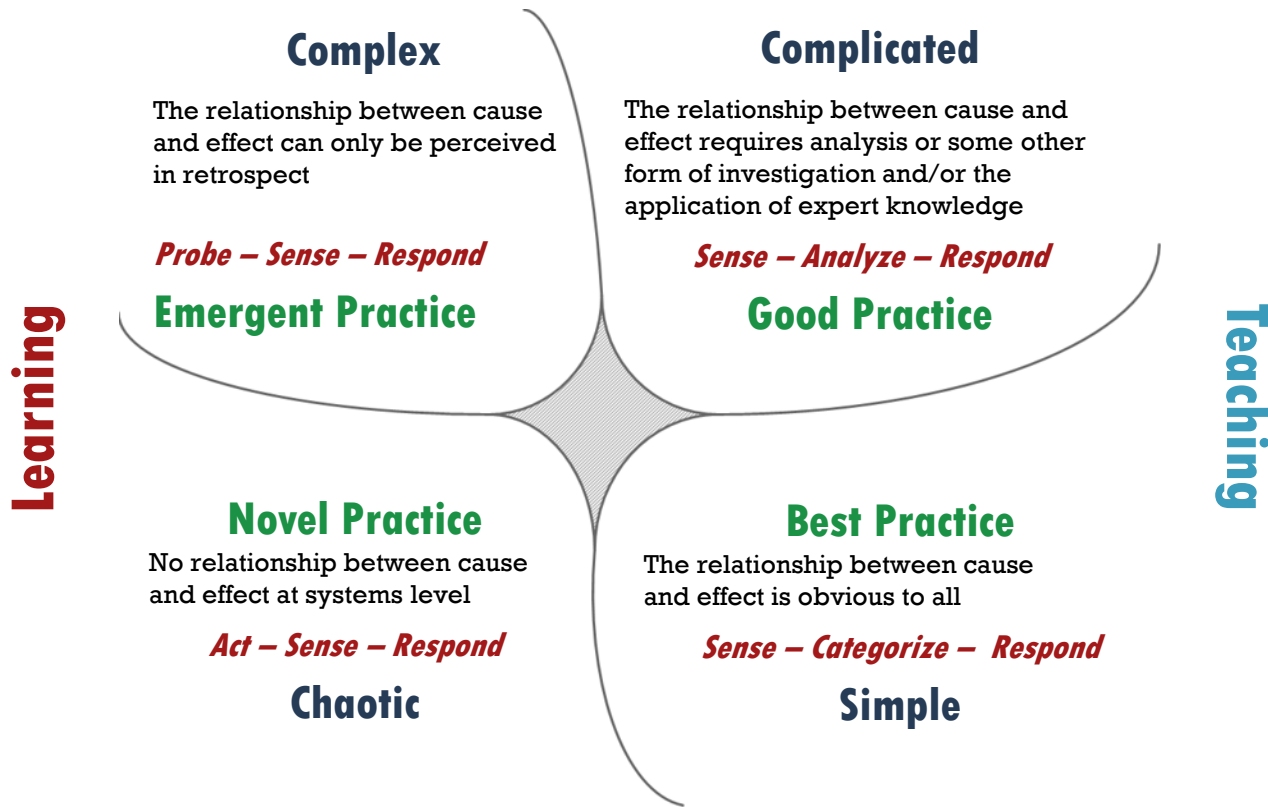 Complex
The relationship between cause
and effect can only be perceived
in retrospect
Probe – Sense – Respond
Emergent Practice
Complicated
The relationship between cause and
effect requires analysis or some other
form of investigation and/or the
application of expert knowledge
Sense – Analyze – Respond
Good Practice
Learning
Teaching
Novel Practice
No relationship between cause
and effect at systems level
Act – Sense – Respond
Chaotic
Best Practice
The relationship between cause
and effect is obvious to all
Sense – Categorize – Respond
Simple